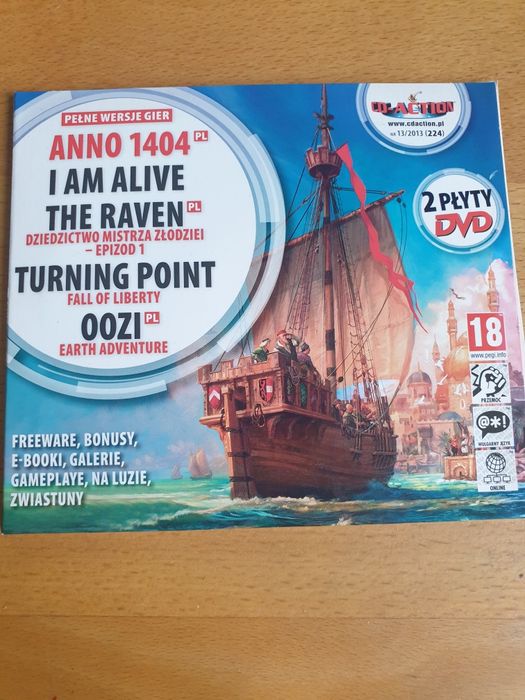 PEŁNE WERSJE GIER
ANNO 1404 PL
I AM ALIVE
THE RAVEN PL
DZIEDZICTWO MISTRZA ZŁODZIEI
– EPIZOD 1
TURNING POINT
FALL OF LIBERTY
OOZI PL
EARTH ADVENTURE
FREEWARE, BONUSY,
E-BOOKI, GALERIE,
GAMEPLAYE, NA LUZIE,
ZWIASTUNY
CD-ACTION
www.cdaction.pl
NR 13/2013 (224)
2 PŁYTY
DVD
18
www.pegi.info
PRZEMOC
@*!
WULGARNY JĘZYK
ONLINE